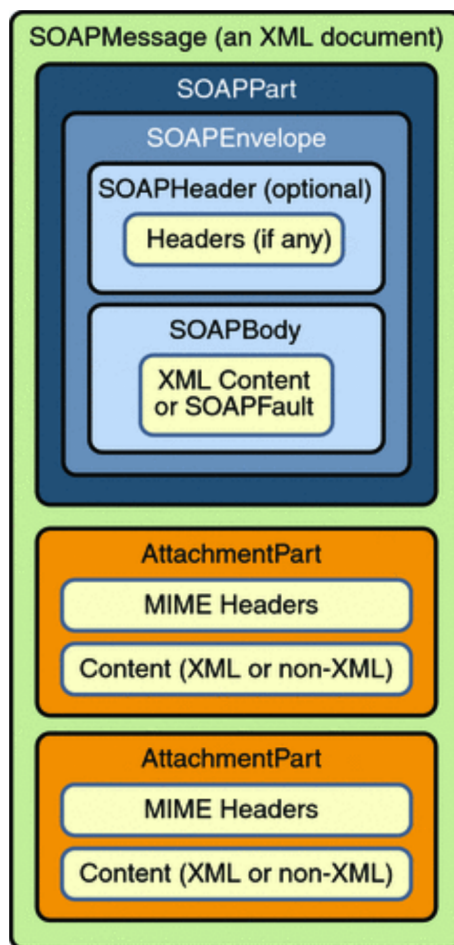 SOAPMessage (an XML document)
SOAPPart
SOAPEnvelope
SOAPHeader (optional)
Headers (if any)
SOAPBody
XML Content
or SOAPFault
AttachmentPart
MIME Headers
Content (XML or non-XML)
AttachmentPart
MIME Headers
Content (XML or non-XML)